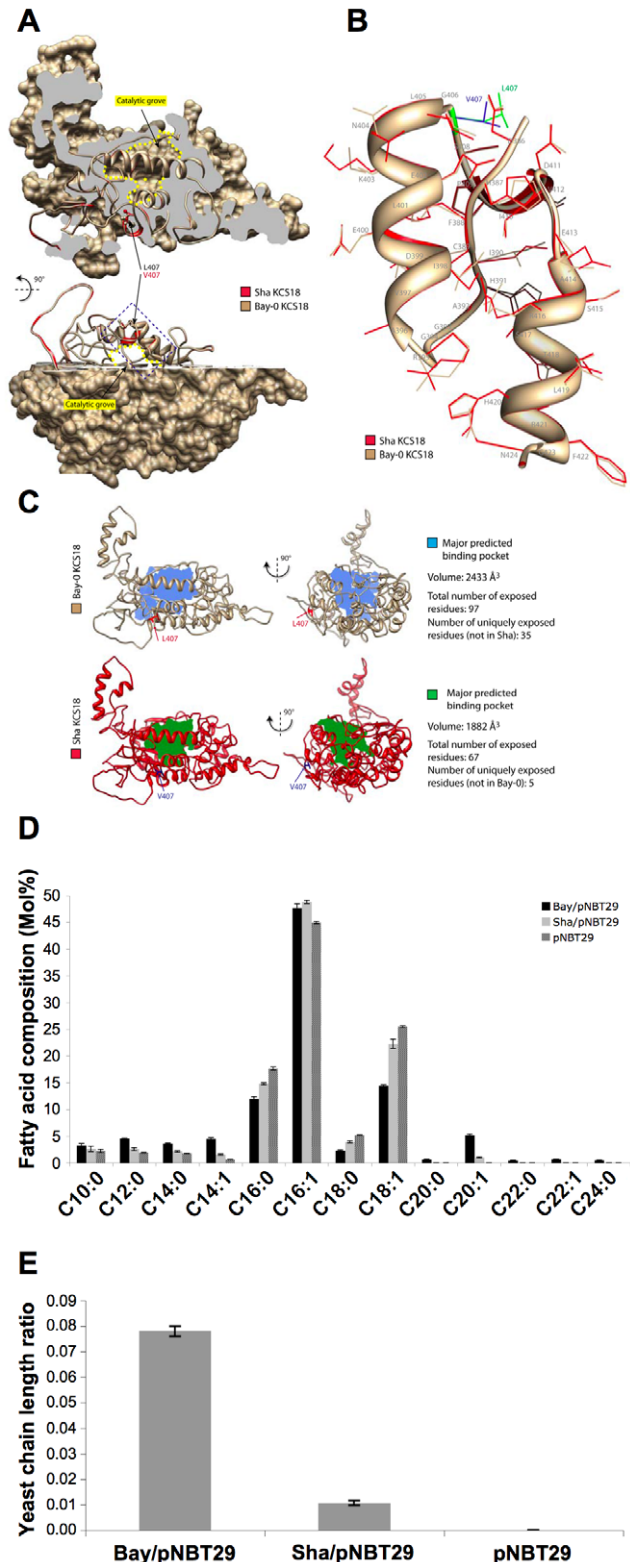 A
Catalytic grove
L407
V407
90°
Sha KCS18
Bay-0 KCS18
Catalytic grove
B
L405
G406
V407
L407
N404
K403
L401
E400
D399
F388
I390
H391
D411
E413
A414
S415
L419
H420
N424
F422
Sha KCS18
Bay-0 KCS18
C
Bay-0 KCS18
L407
90°
L407
Major predicted
binding pocket
Volume: 2433 Å³
Total number of exposed
residues: 97
Number of uniquely exposed
residues (not in Sha): 35
Sha KCS18
V407
90°
V407
Major predicted
binding pocket
Volume: 1882 Å³
Total number of exposed
residues: 67
Number of uniquely exposed
residues (not in Bay-0): 5
D
Fatty acid composition (Mol%)
50
45
40
35
30
25
20
15
10
5
0
Bay/pNBT29
Sha/pNBT29
pNBT29
C10:0
C12:0
C14:0
C14:1
C16:0
C16:1
C18:0
C18:1
C20:0
C20:1
C22:0
C22:1
C24:0
E
Yeast chain length ratio
0.09
0.08
0.07
0.06
0.05
0.04
0.03
0.02
0.01
0.00
Bay/pNBT29
Sha/pNBT29
pNBT29